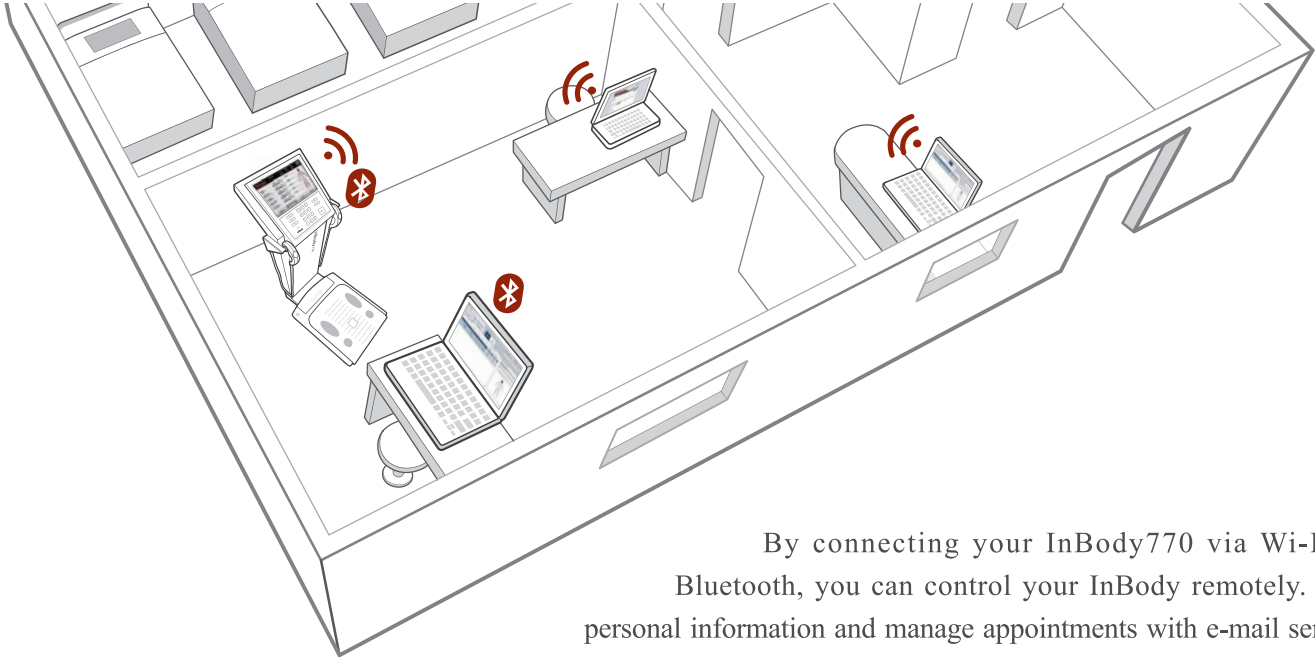 By connecting your InBody770 via Wi-
Bluetooth, you can control your InBody remotely.
personal information and manage appointments with e-mail